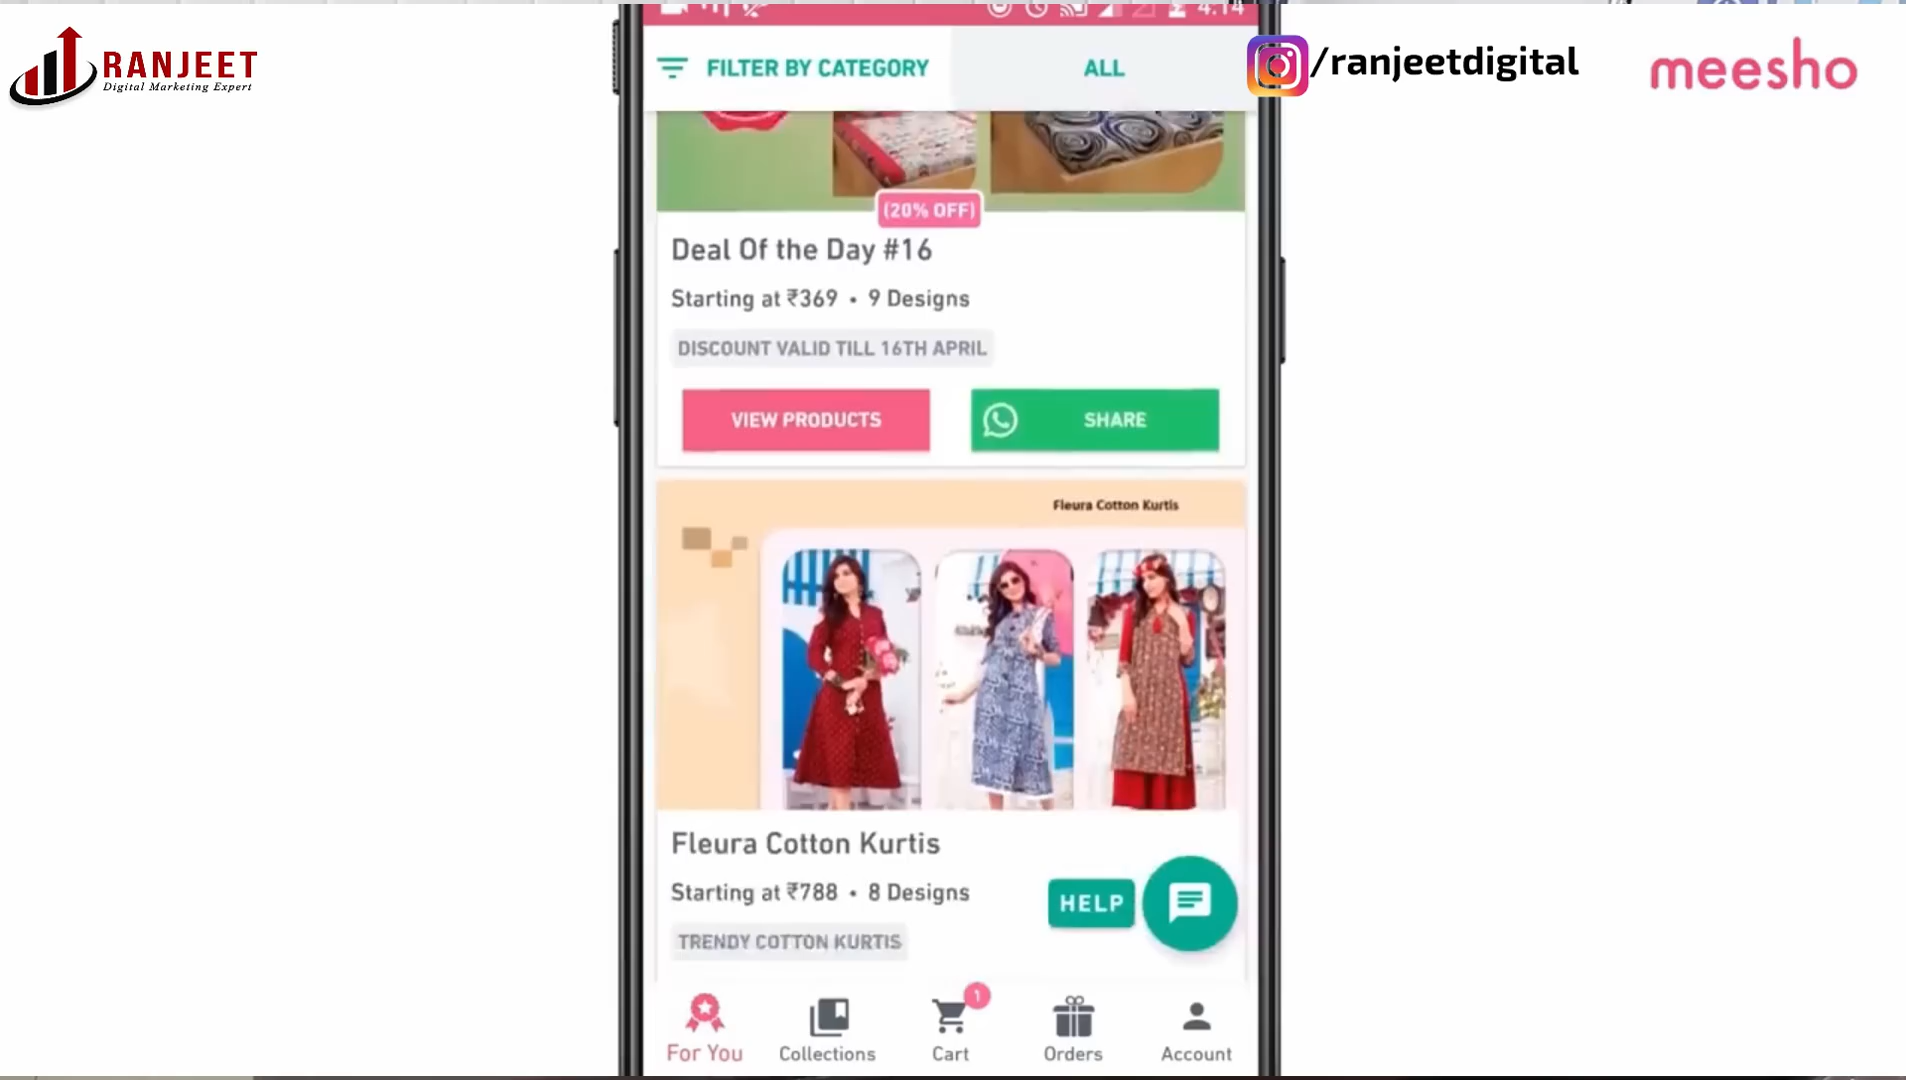 4:14
RANJEET
Digital Marketing Expert
FILTER BY CATEGORY
ALL
/ranjeetdigital
meesho
(20% OFF)
Deal Of the Day #16
Starting at ₹369 • 9 Designs
DISCOUNT VALID TILL 16TH APRIL
VIEW PRODUCTS
SHARE
Fleura Cotton Kurtis
Fleura Cotton Kurtis
Starting at ₹788 • 8 Designs
HELP
TRENDY COTTON KURTIS
1
For You
Collections
Cart
Orders
Account